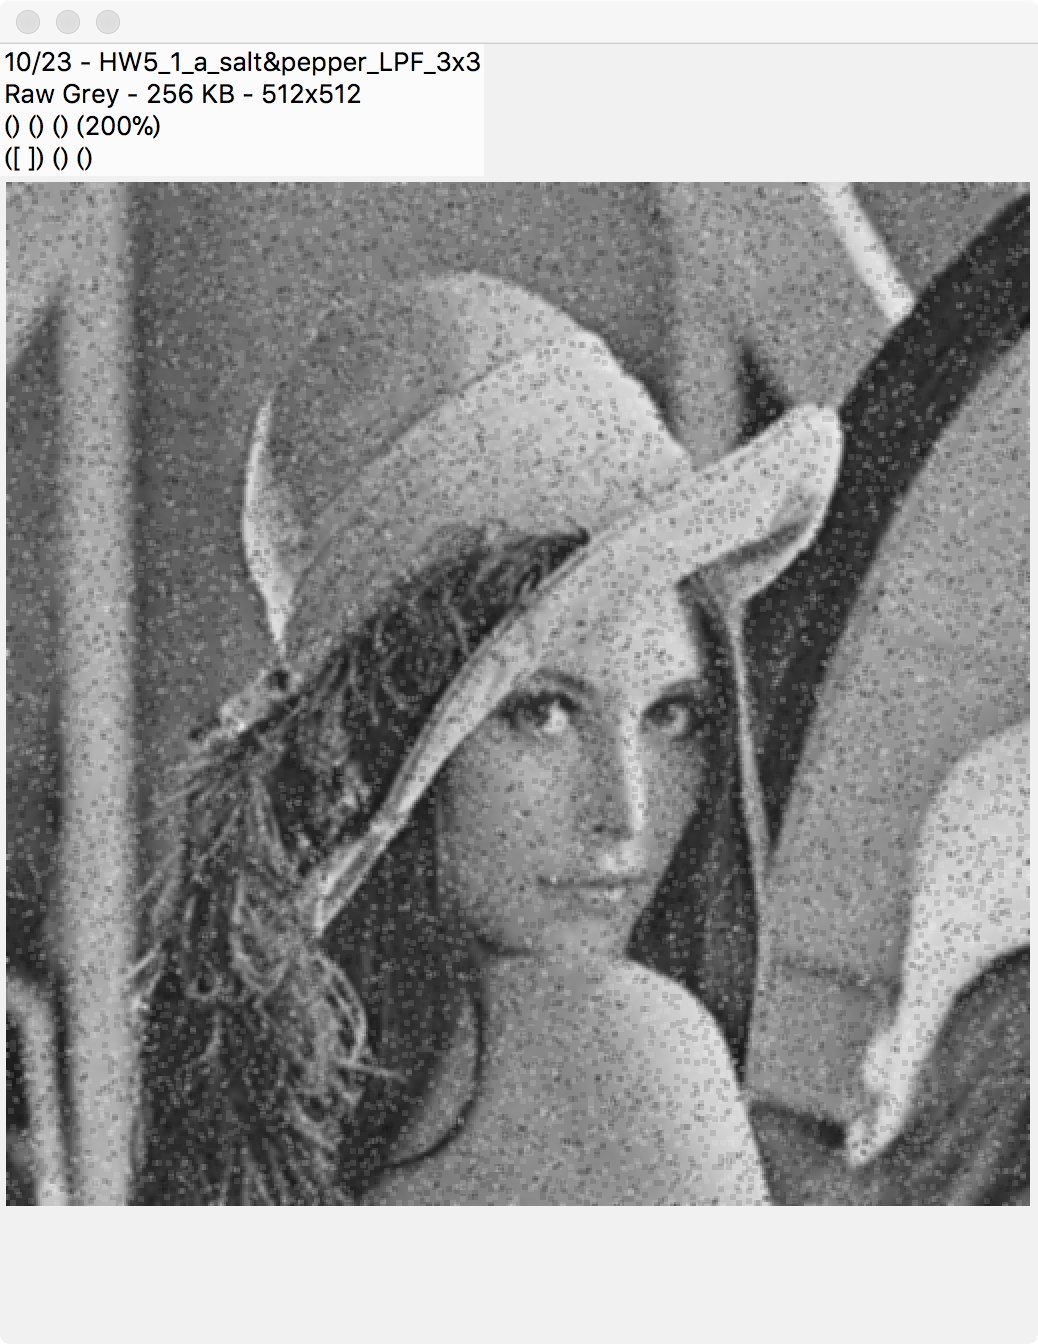 10/23 - HW5_1_a_salt&pepper_LPF_3x3
Raw Grey - 256 KB - 512x512
() () () (200%)
([ ]) () ()